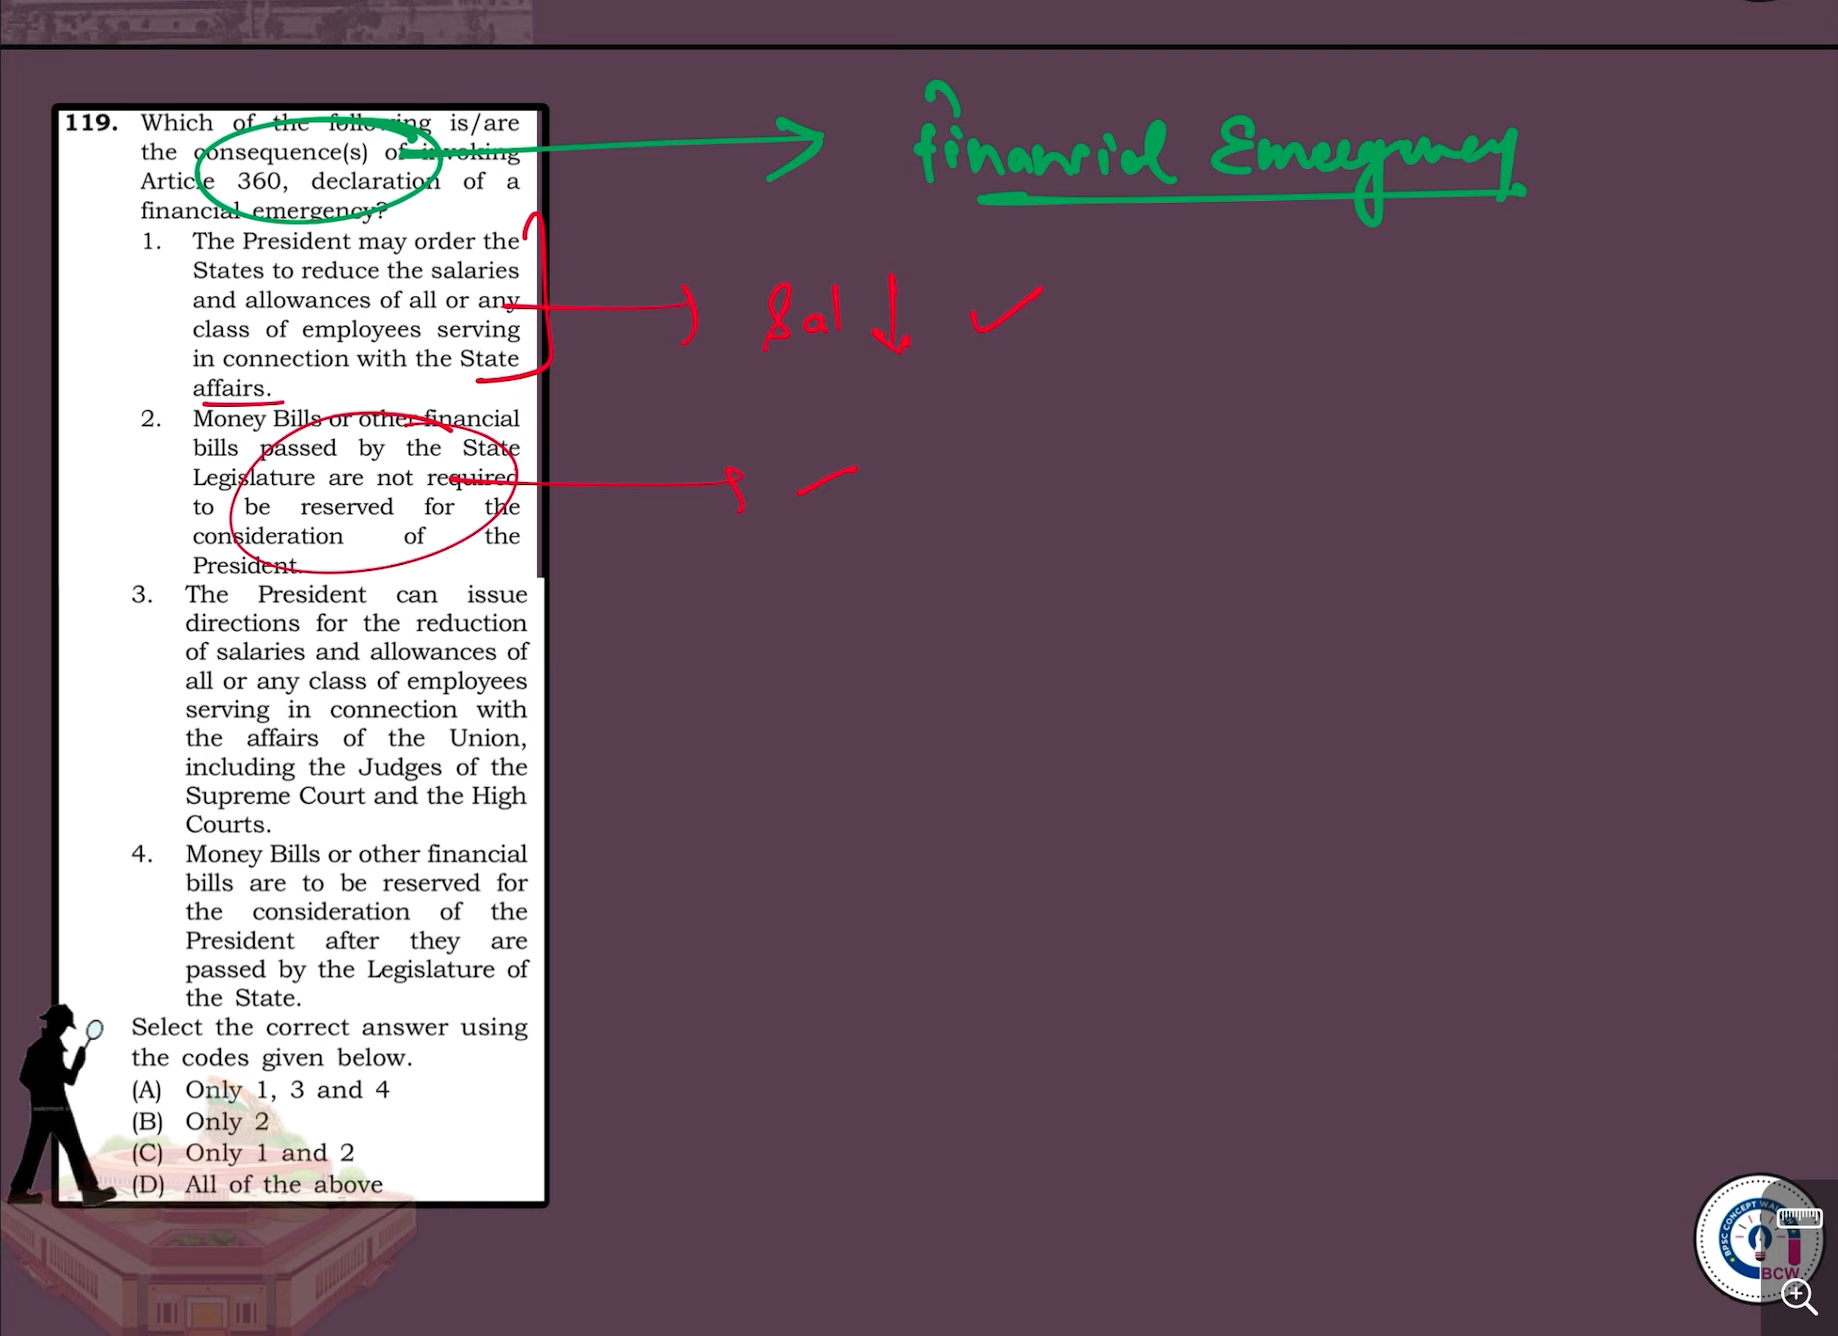 119. Which of the following is/are
the consequence(s) of invoking
Article 360, declaration of a
financial emergency?
1. The President may order the
States to reduce the salaries
and allowances of all or any
class of employees serving
in connection with the State
affairs.
2. Money Bills or other financial
bills passed by the State
Legislature are not required
to be reserved for the
consideration of the
President.
3. The President can issue
directions for the reduction
of salaries and allowances of
all or any class of employees
serving in connection with
the affairs of the Union,
including the Judges of the
Supreme Court and the High
Courts.
4. Money Bills or other financial
bills are to be reserved for
the consideration of the
President after they are
passed by the Legislature of
the State.
Select the correct answer using
the codes given below.
(A) Only 1, 3 and 4
(B) Only 2
(C) Only 1 and 2
(D) All of the above
financial Emergency
Sal ↓ ✓
BPSC CONCEPT
BCW